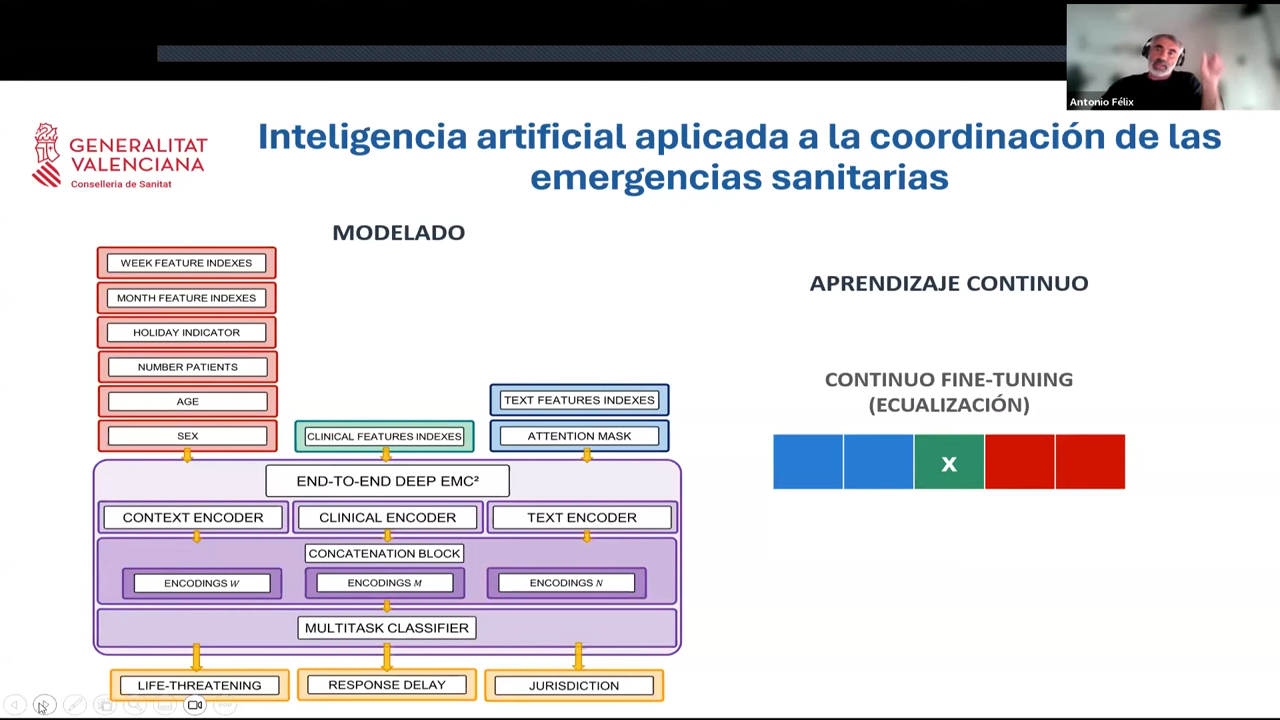 Antonio Félix
GENERALITAT
VALENCIANA
Conselleria de Sanitat
Inteligencia artificial aplicada a la coordinación de las
emergencias sanitarias
MODELADO
WEEK FEATURE INDEXES
MONTH FEATURE INDEXES
HOLIDAY INDICATOR
NUMBER PATIENTS
AGE
SEX
CLINICAL FEATURES INDEXES
TEXT FEATURES INDEXES
ATTENTION MASK
END-TO-END DEEP EMC²
CONTEXT ENCODER
CLINICAL ENCODER
TEXT ENCODER
CONCATENATION BLOCK
ENCODINGS W
ENCODINGS M
ENCODINGS N
MULTITASK CLASSIFIER
LIFE-THREATENING
RESPONSE DELAY
JURISDICTION
APRENDIZAJE CONTINUO
CONTINUO FINE-TUNING
(ECUALIZACIÓN)
X